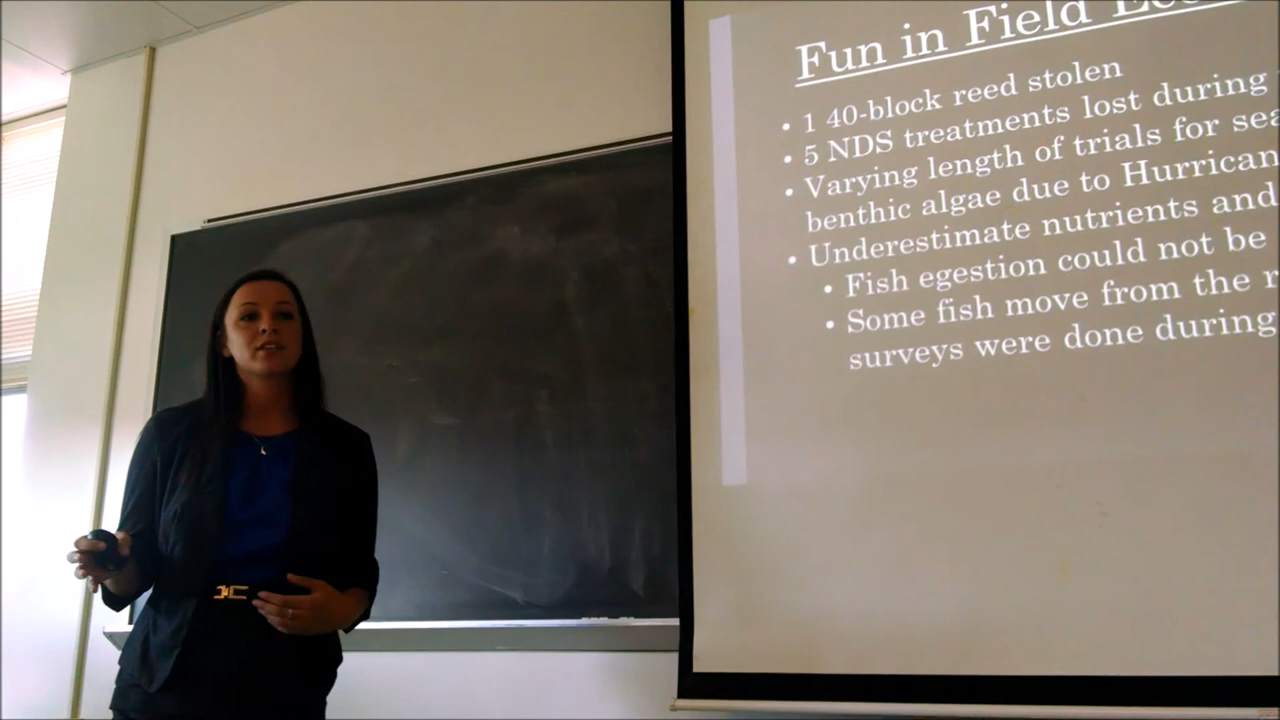 Fun in Field
• 1 40-block reed stolen
• 5 NDS treatments lost during
• Varying length of trials for
benthic algae due to
• Underestimate nutrients and
• Fish egestion could not be
• Some fish move from the
surveys were done during